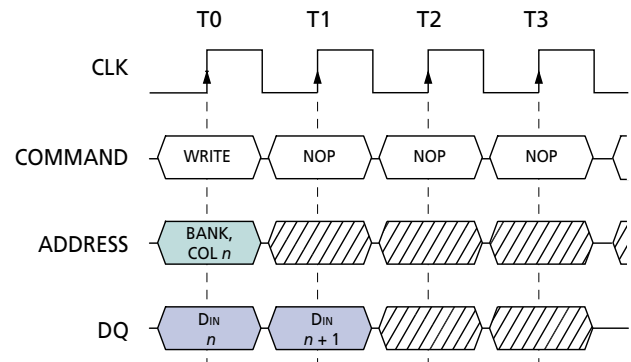 T0 T1 T2 T3
CLK
COMMAND WRITE NOP NOP NOP
ADDRESS BANK,
COL n
DQ DIN
n
DIN
n + 1